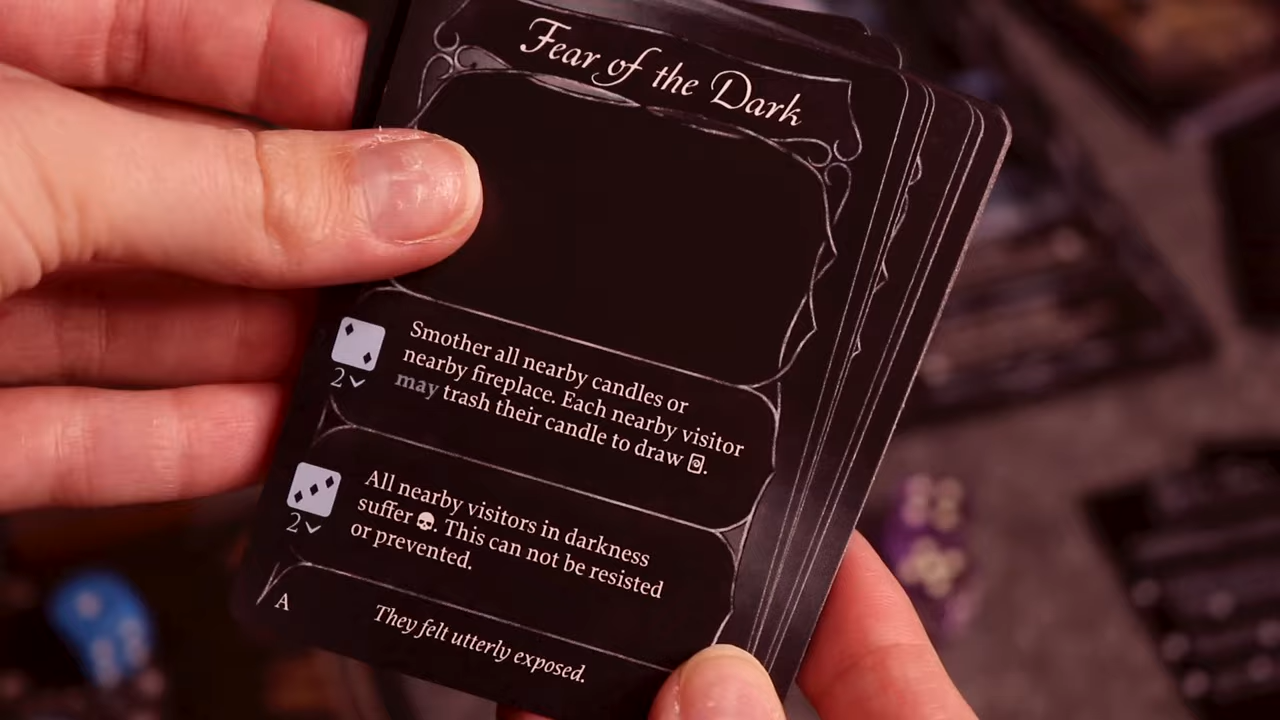 Fear of the Dark
Smother all nearby candles or
nearby fireplace. Each nearby visitor
may trash their candle to draw .
2
All nearby visitors in darkness
suffer . This can not be resisted
or prevented.
2
A
They felt utterly exposed.